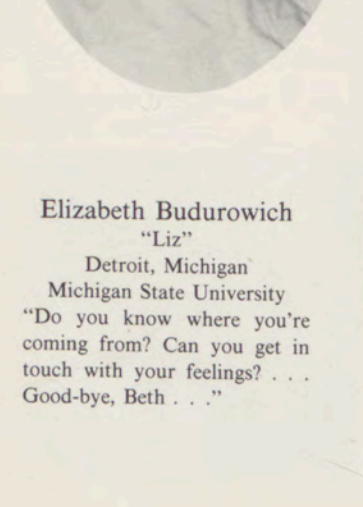 Elizabeth Budurowich
“Liz”
Detroit, Michigan
Michigan State University
“Do you know where you're
coming from? Can you get in
touch with your feelings? . . .
Good-bye, Beth . . .”